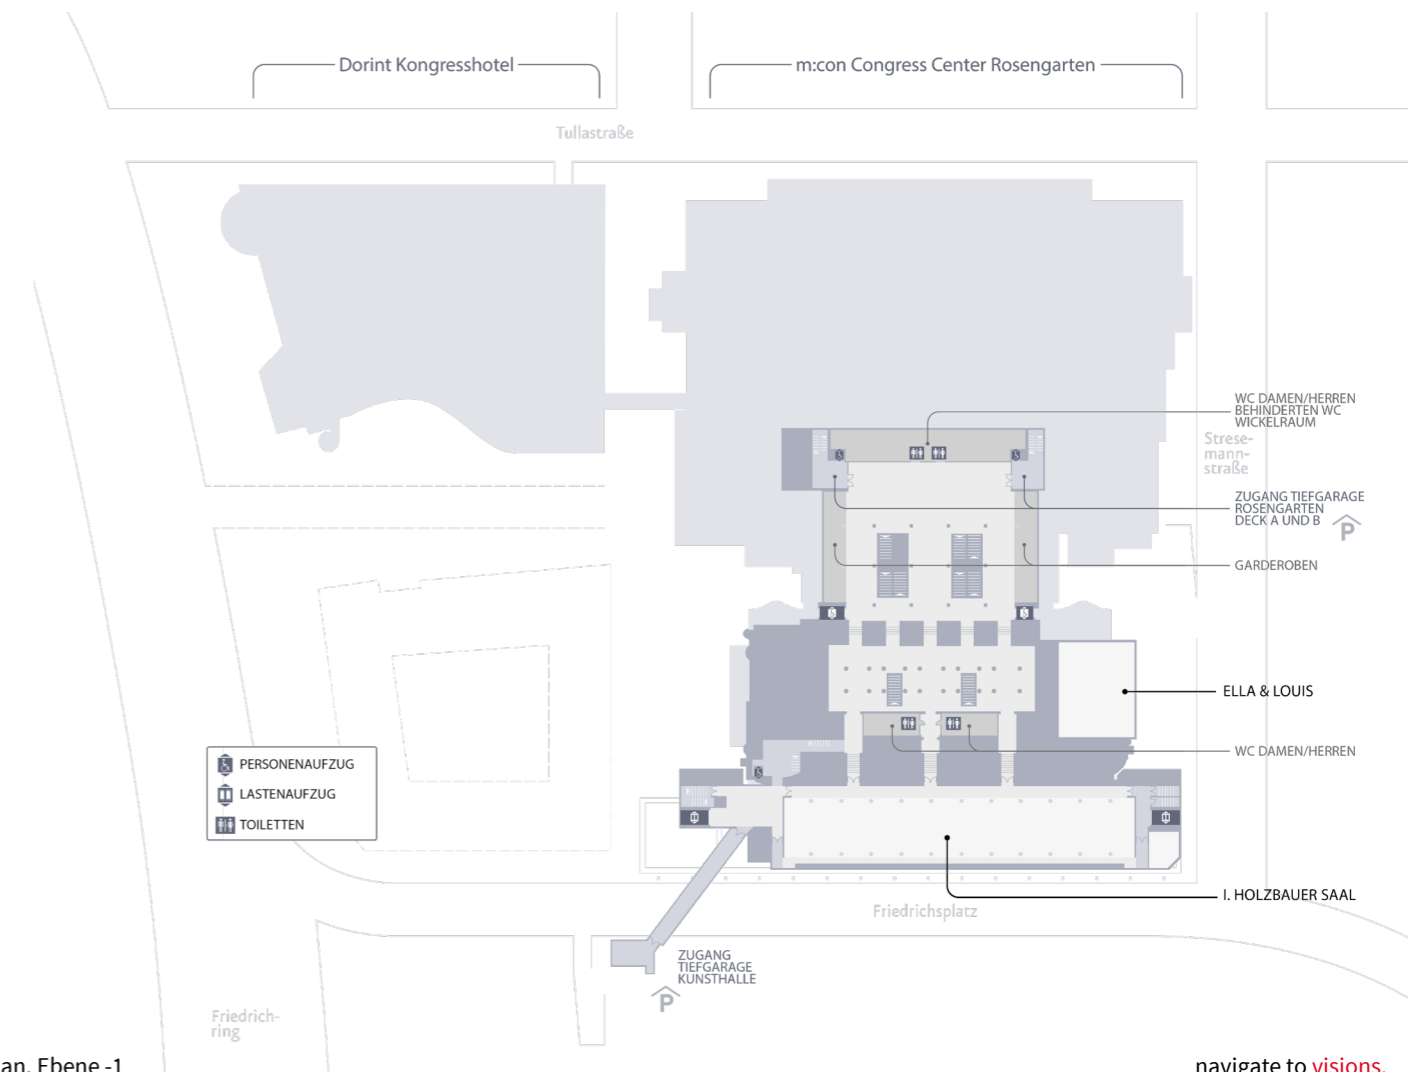 Dorint Kongresshotel
m:con Congress Center Rosengarten
Tullastraße
WC DAMEN/HERREN
BEHINDERTEN WC
WICKELRAUM
Strese-
mann-
straße
ZUGANG TIEFGARAGE
ROSENGARTEN
DECK A UND B
P
GARDEROBEN
ELLA & LOUIS
WC DAMEN/HERREN
PERSONENAUFZUG
LASTENAUFZUG
TOILETTEN
I. HOLZBAUER SAAL
Friedrichsplatz
ZUGANG
TIEFGARAGE
KUNSTHALLE
P
Friedrich-
ring
an, Ebene -1
navigate to visions.